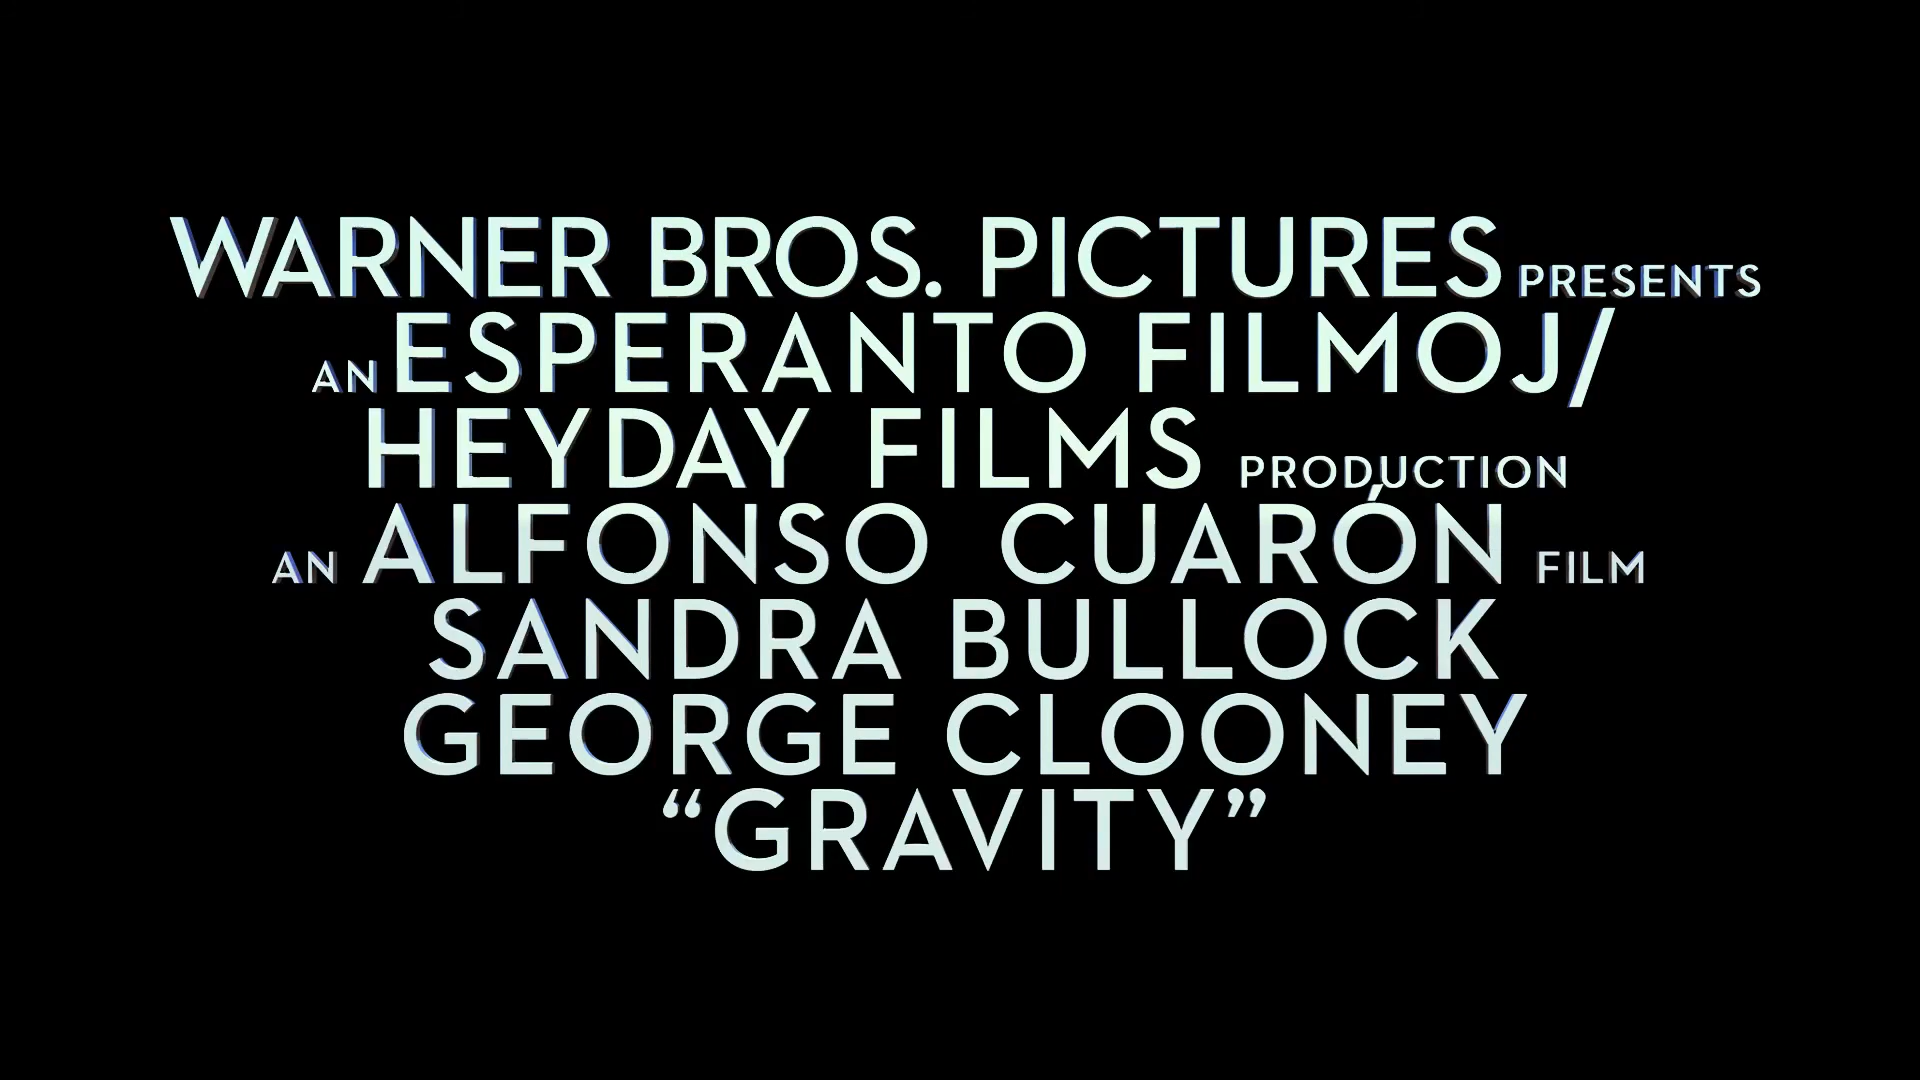 WARNER BROS. PICTURES PRESENTS
AN ESPERANTO FILMOJ/
HEYDAY FILMS PRODUCTION
AN ALFONSO CUARÓN FILM
SANDRA BULLOCK
GEORGE CLOONEY
“GRAVITY”